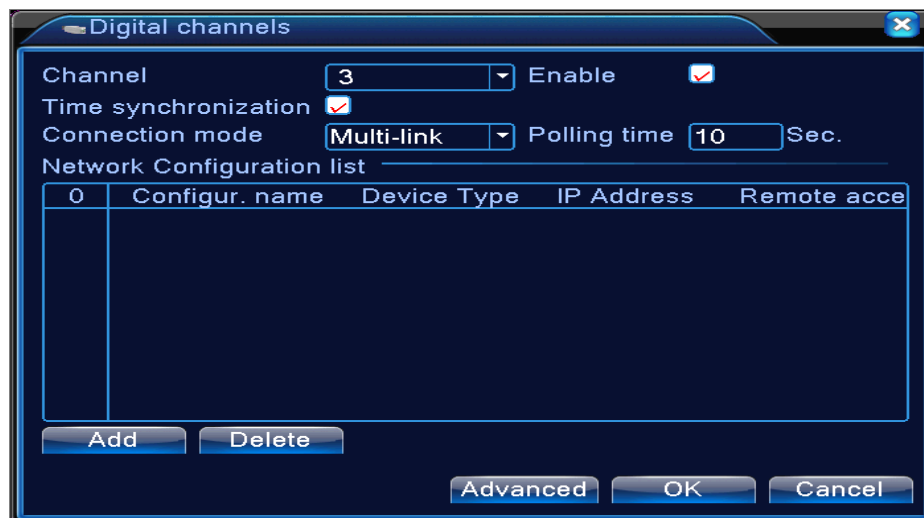 Digital channels
Channel 3 Enable
Time synchronization
Connection mode Multi-link Polling time 10 Sec.
Network Configuration list
0 Configur. name Device Type IP Address Remote acce
Add Delete
Advanced OK Cancel